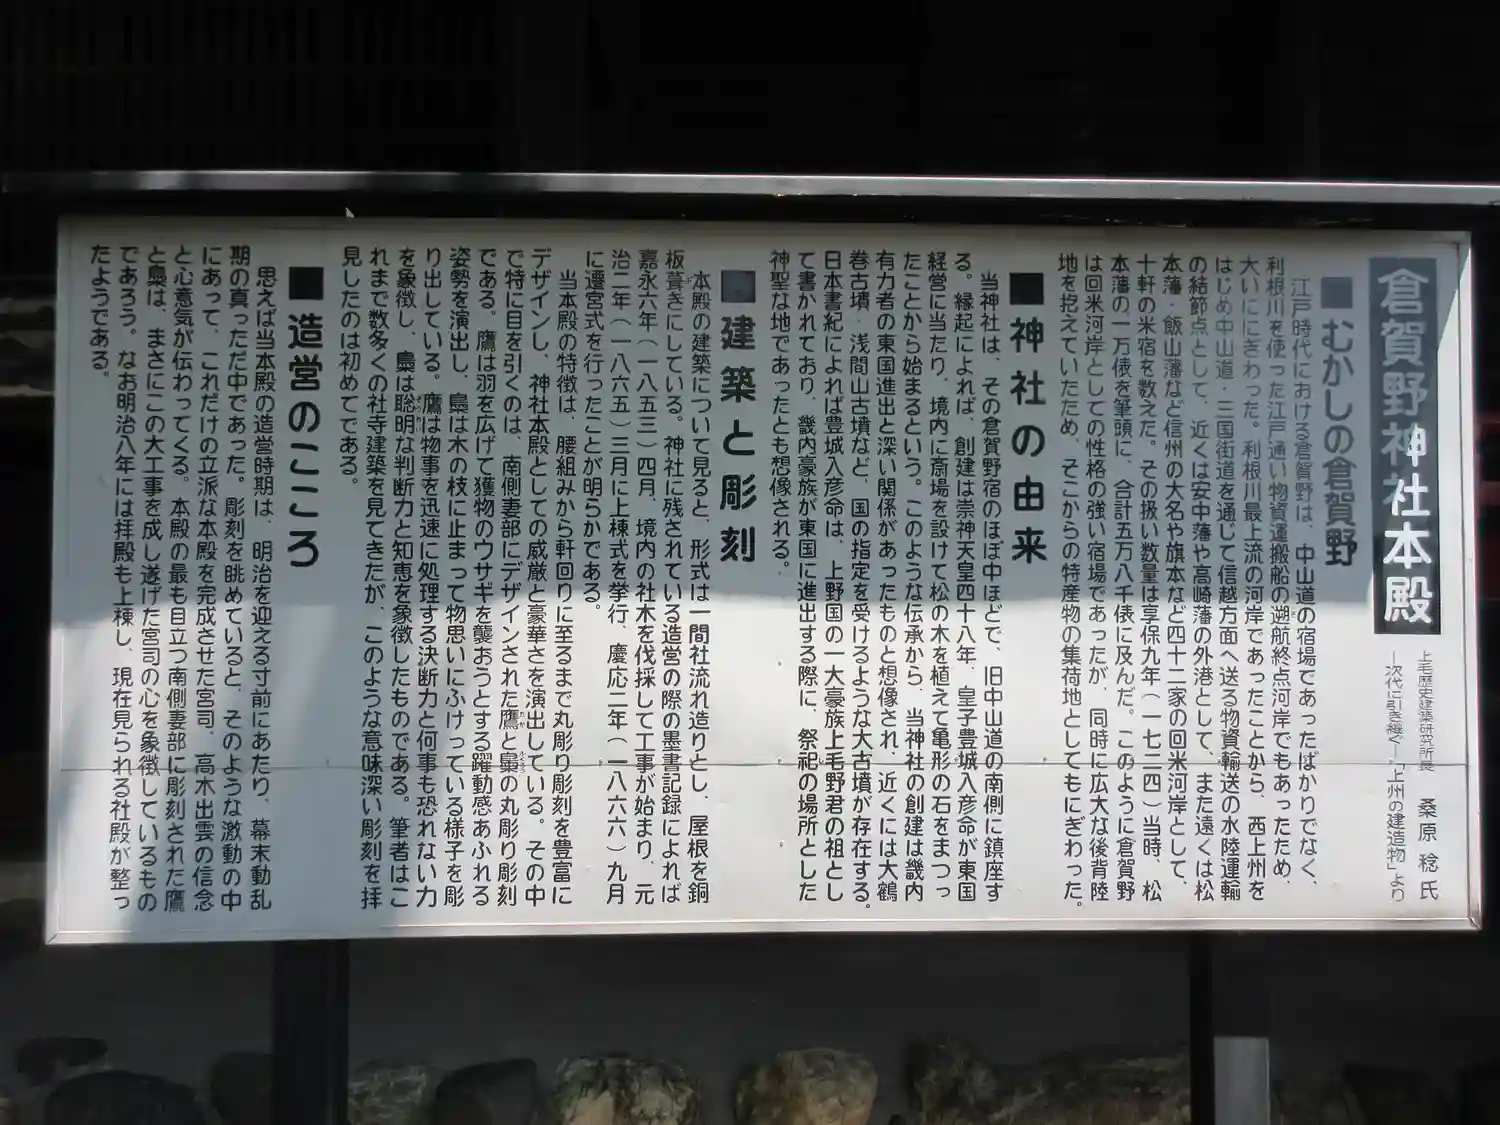 倉賀野神社本殿
上毛歴史建築研究所長 桑原 稔 氏
―次代に引き継ぐ―「上州の建造物」より
■むかしの倉賀野
江戸時代における倉賀野は、中山道の宿場であったばかりでなく、
利根川を使った江戸通い物資運搬船の遡航終点河岸でもあったため、
大いににぎわった。利根川最上流の河岸であったことから、西上州を
はじめ中山道・三国街道を通じて信越方面へ送る物資輸送の水陸運輸
の結節点として、近くは安中藩や高崎藩の外港として、また遠くは松
本藩・飯山藩など信州の大名や旗本など四十二家の回米河岸として、
十軒の米宿を数えた。その扱い数量は享保九年(一七二四)当時、松
本藩の一万俵を筆頭に、合計五万八千俵に及んだ。このように倉賀野
は回米河岸としての性格の強い宿場であったが、同時に広大な後背陸
地を抱えていたため、そこからの特産物の集荷地としてもにぎわった。
■神社の由来
当神社は、その倉賀野宿のほぼ中ほどで、旧中山道の南側に鎮座す
る。縁起によれば、創建は崇神天皇四十八年、皇子豊城入彦命が東国
経営に当たり、境内に斎場を設けて松の木を植えて亀形の石をまつっ
たことから始まるという。このような伝承から、当神社の創建は畿内
有力者の東国進出と深い関係があったものと想像され、近くには大鶴
巻古墳・浅間山古墳など、国の指定を受けるような大古墳が存在する。
日本書紀によれば豊城入彦命は、上野国の一大豪族上毛野君の祖とし
て書かれており、畿内豪族が東国に進出する際に、祭祀の場所とした
神聖な地であったとも想像される。
■建築と彫刻
本殿の建築について見ると、形式は一間社流れ造りとし、屋根を銅
板葺きにしている。神社に残されている造営の際の墨書記録によれば
嘉永六年(一八五三)四月、境内の社木を伐採して工事が始まり、元
治二年(一八六五)三月に上棟式を挙行、慶応二年(一八六六)九月
に遷宮式を行ったことが明らかである。
当本殿の特徴は、腰組みから軒回りに至るまで丸彫り彫刻を豊富に
デザインし、神社本殿としての威厳と豪華さを演出している。その中
で特に目を引くのは、南側妻部にデザインされた鷹と梟の丸彫り彫刻
である。鷹は羽を広げて獲物のウサギを襲おうとする躍動感あふれる
姿勢を演出し、梟は木の枝に止まって物思いにふけっている様子を彫
り出している。鷹は物事を迅速に処理する決断力と何事も恐れない力
を象徴し、梟は聡明な判断力と知恵を象徴したものである。筆者はこ
れまで数多くの社寺建築を見てきたが、このような意味深い彫刻を拝
見したのは初めてである。
■造営のこころ
思えば当本殿の造営時期は、明治を迎える寸前にあたり、幕末動乱
期の真っただ中であった。彫刻を眺めていると、そのような激動の中
にあって、これだけの立派な本殿を完成させた宮司、高木出雲の信念
と心意気が伝わってくる。本殿の最も目立つ南側妻部に彫刻された鷹
と梟は、まさにこの大工事を成し遂げた宮司の心を象徴しているもの
であろう。なお明治八年には拝殿も上棟し、現在見られる社殿が整っ
たようである。